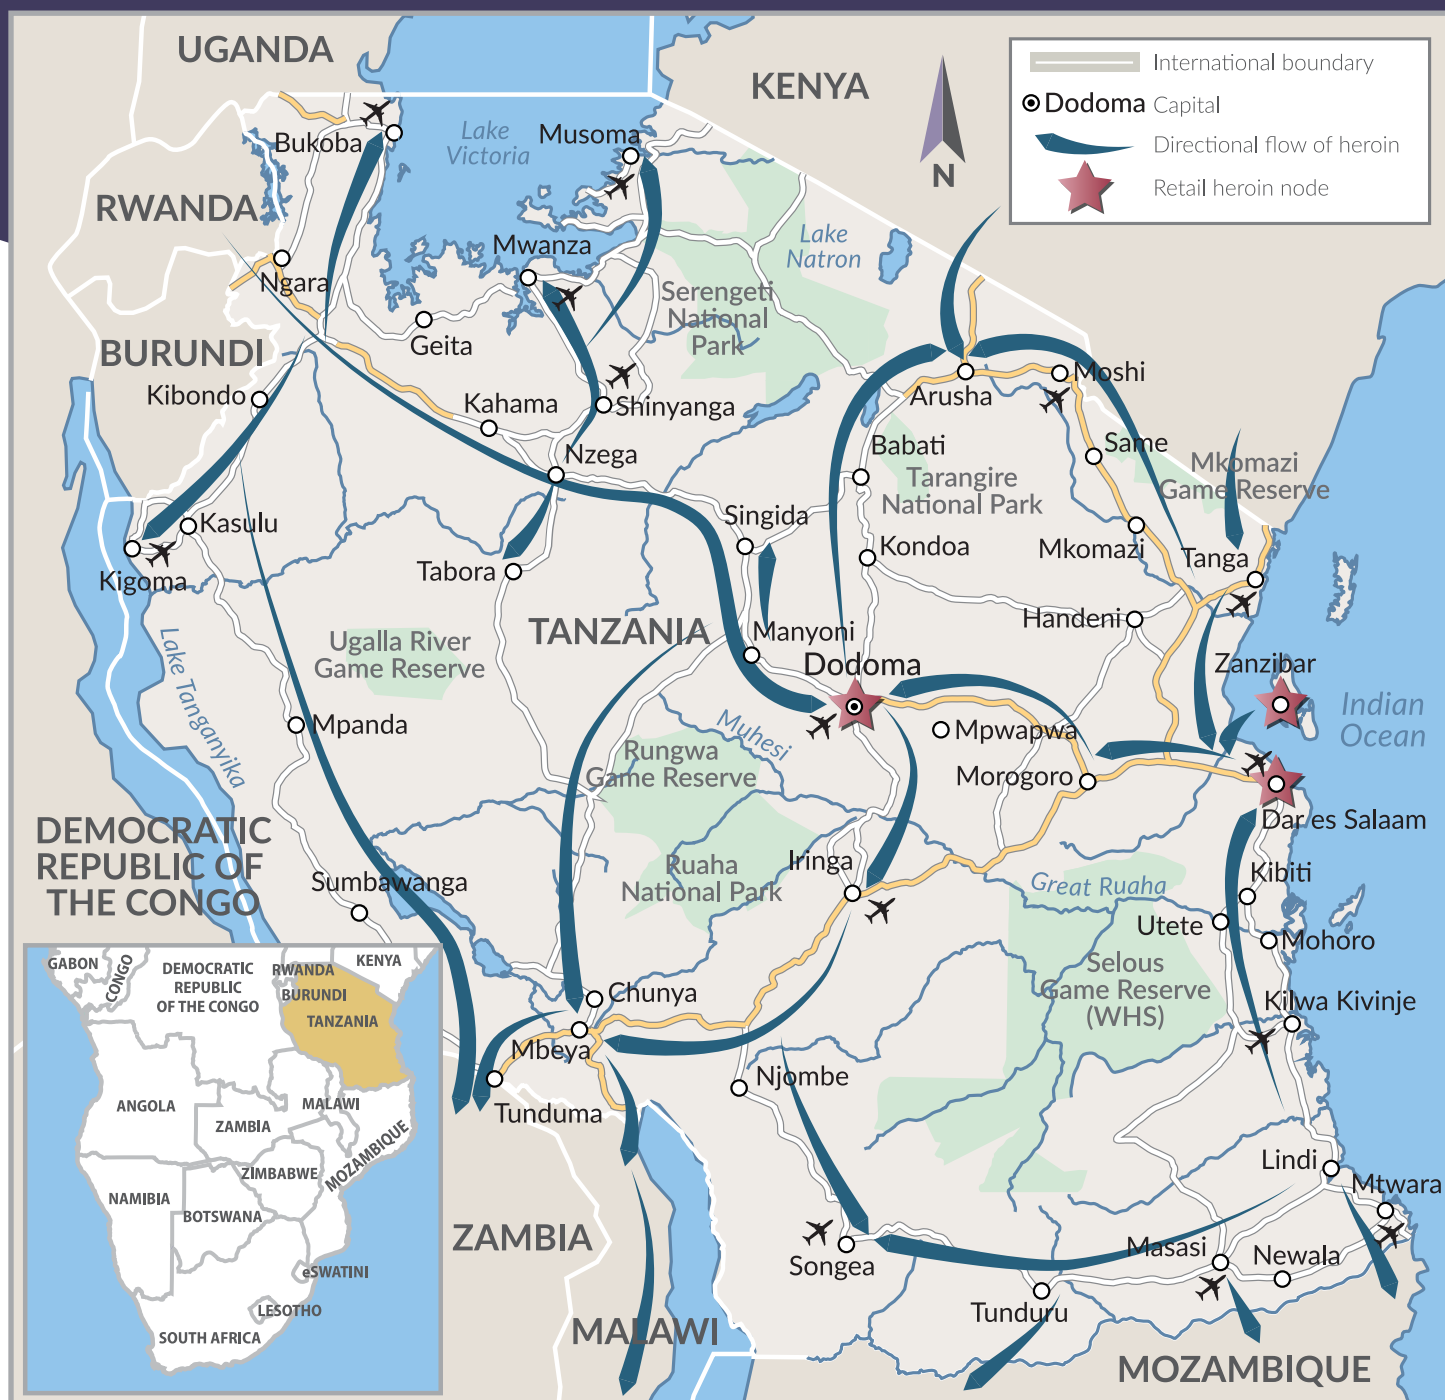 UGANDA
KENYA
International boundary
Dodoma Capital
Directional flow of heroin
Retail heroin node
N
Bukoba
Lake
Victoria
Musoma
RWANDA
Ngara
Mwanza
Lake
Natron
Serengeti
National
Park
Geita
BURUNDI
Kibondo
Kahama
Shinyanga
Arusha
Moshi
Nzega
Babati
Same
Tarangire
National Park
Mkomazi
Game Reserve
Kasulu
Singida
Kondoa
Mkomazi
Tanga
Kigoma
Tabora
Handeni
Ugalla River
Game Reserve
TANZANIA
Manyoni
Dodoma
Zanzibar
Lake Tanganyika
Mpanda
Muhesi
Mpwapwa
Indian
Ocean
Rungwa
Game Reserve
Morogoro
Dar es Salaam
DEMOCRATIC
REPUBLIC OF
THE CONGO
Sumbawanga
Ruaha
National Park
Iringa
Great Ruaha
Kibiti
Utete
Mohoro
Selous
Game Reserve
(WHS)
Chunya
Kilwa Kivinje
Mbeya
Njombe
Tunduma
Lindi
Mtwara
ZAMBIA
Songea
Masasi
Newala
Tunduru
MALAWI
MOZAMBIQUE
GABON
CONGO
DEMOCRATIC
REPUBLIC
OF THE CONGO
RWANDA
KENYA
BURUNDI
TANZANIA
ANGOLA
MALAWI
ZAMBIA
MOZAMBIQUE
ZIMBABWE
NAMIBIA
BOTSWANA
eSWATINI
LESOTHO
SOUTH AFRICA